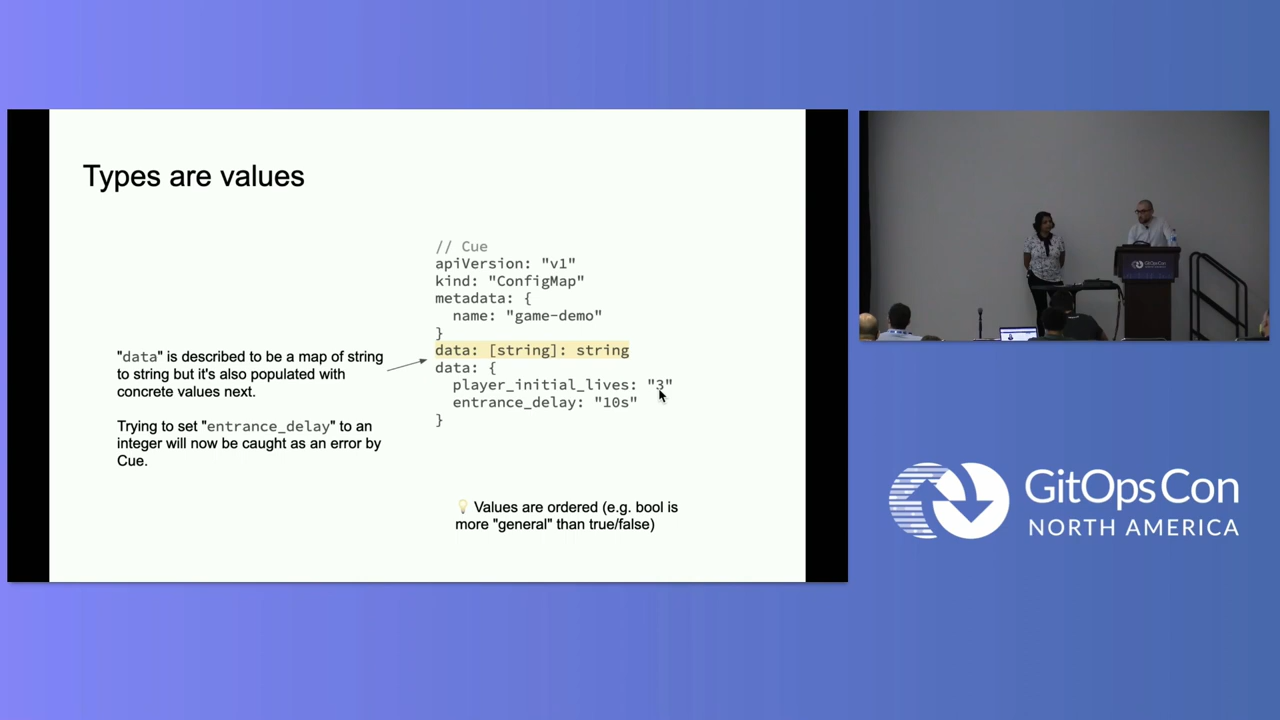 Types are values
// Cue
apiVersion: "v1"
kind: "ConfigMap"
metadata: {
name: "game-demo"
}
data: [string]: string
data: {
player_initial_lives: "3"
entrance_delay: "10s"
}
"data" is described to be a map of string
to string but it's also populated with
concrete values next.
Trying to set "entrance_delay" to an
integer will now be caught as an error by
Cue.
💡 Values are ordered (e.g. bool is
more "general" than true/false)
GitOpsCon
GitOpsCon
NORTH AMERICA